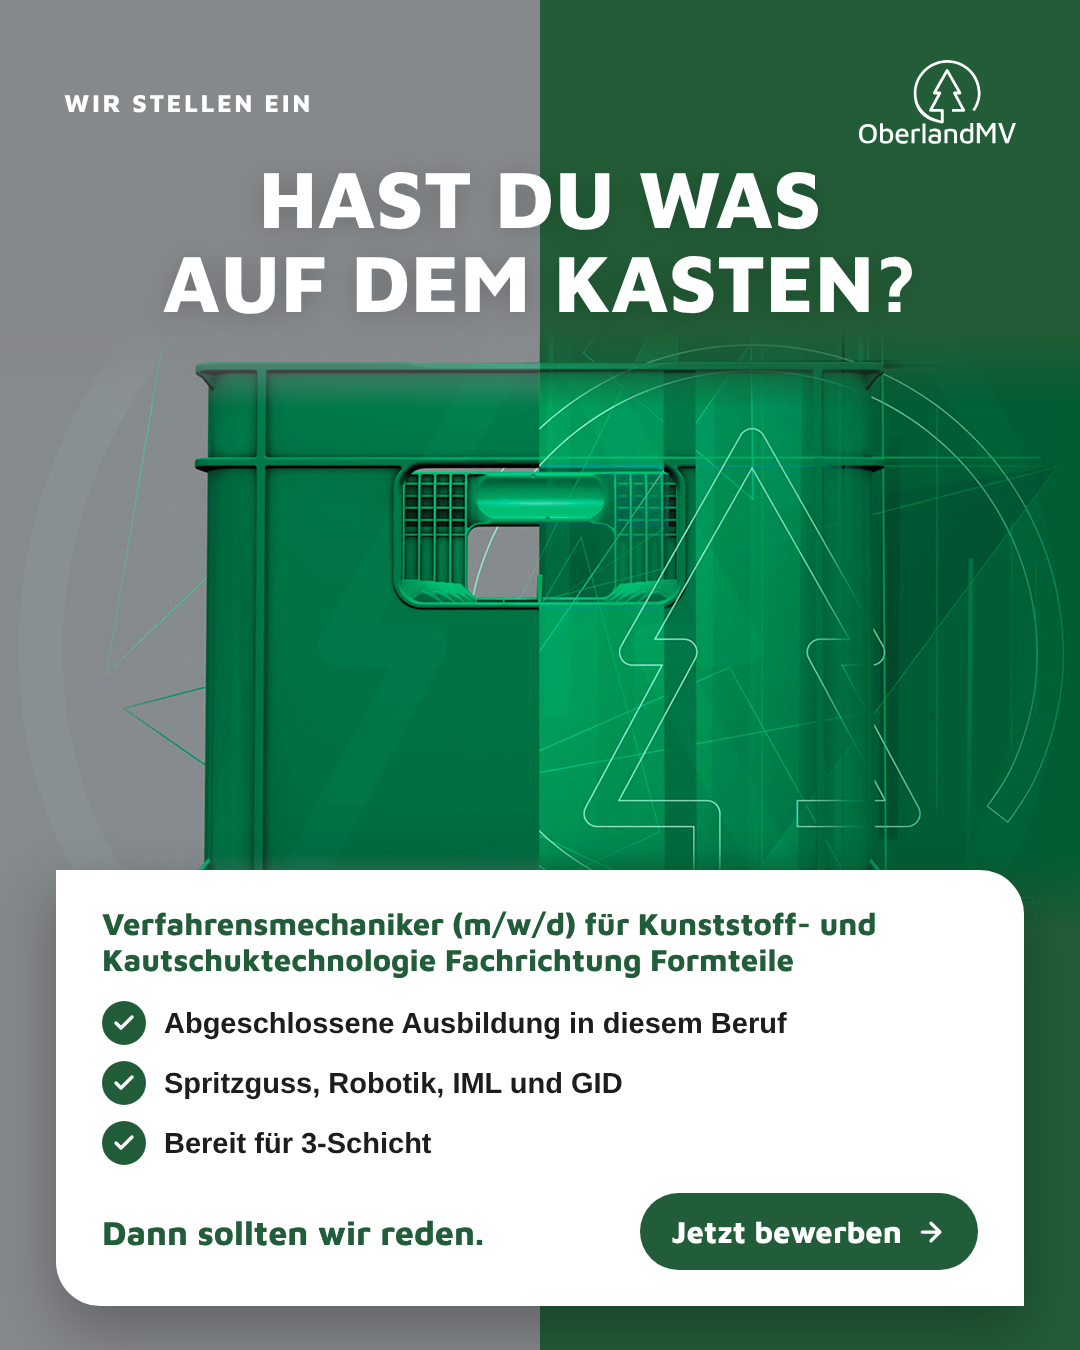 WIR STELLEN EIN
OberlandMV
HAST DU WAS
AUF DEM KASTEN?
Verfahrensmechaniker (m/w/d) für Kunststoff- und
Kautschuktechnologie Fachrichtung Formteile
Abgeschlossene Ausbildung in diesem Beruf
Spritzguss, Robotik, IML und GID
Bereit für 3-Schicht
Dann sollten wir reden.
Jetzt bewerben →